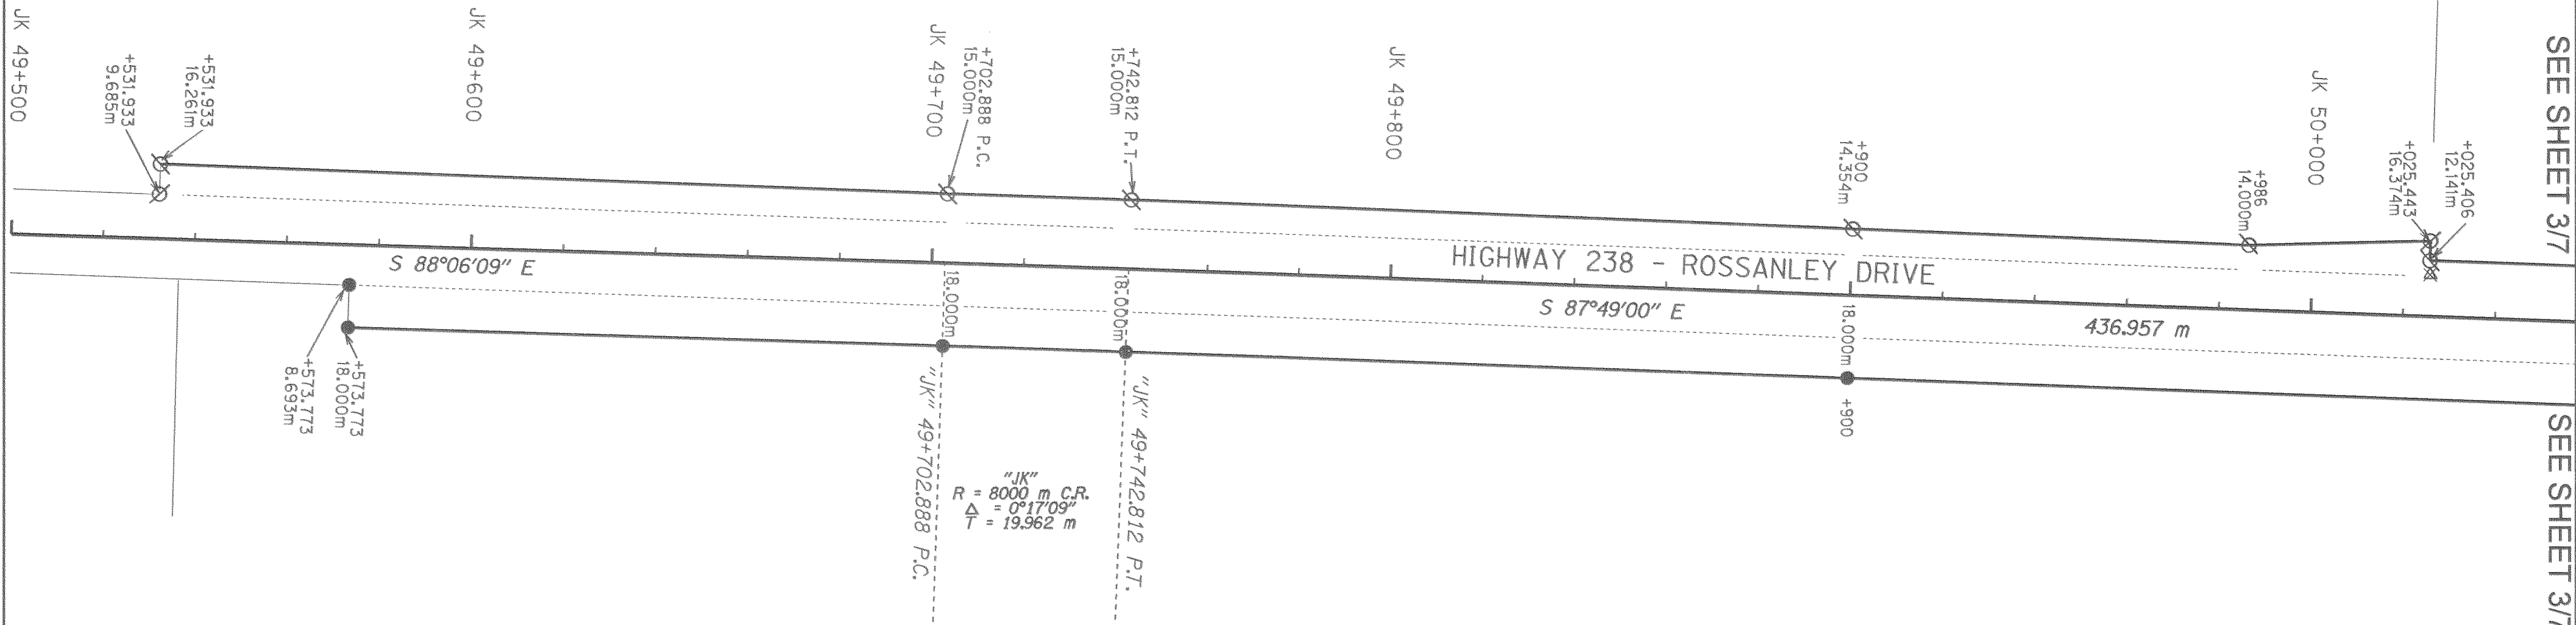 JK 49+500
+531.933
9.685m
+531.933
16.261m
JK 49+600
JK 49+700
+702.888 P.C.
15.000m
+742.812 P.T.
15.000m
JK 49+800
+900
14.354m
+986
14.000m
JK 50+000
+025.443
16.374m
+025.406
12.141m
SEE SHEET 3/7
S 88°06'09" E
HIGHWAY 238 - ROSSANLEY DRIVE
S 87°49'00" E
436.957 m
18.000m
18.000m
18.000m
+573.773
8.693m
+573.773
18.000m
"JK" 49+702.888 P.C.
"JK"
R = 8000 m C.R.
Δ = 0°17'09"
T = 19.962 m
"JK" 49+742.812 P.T.
+900
SEE SHEET 3/7